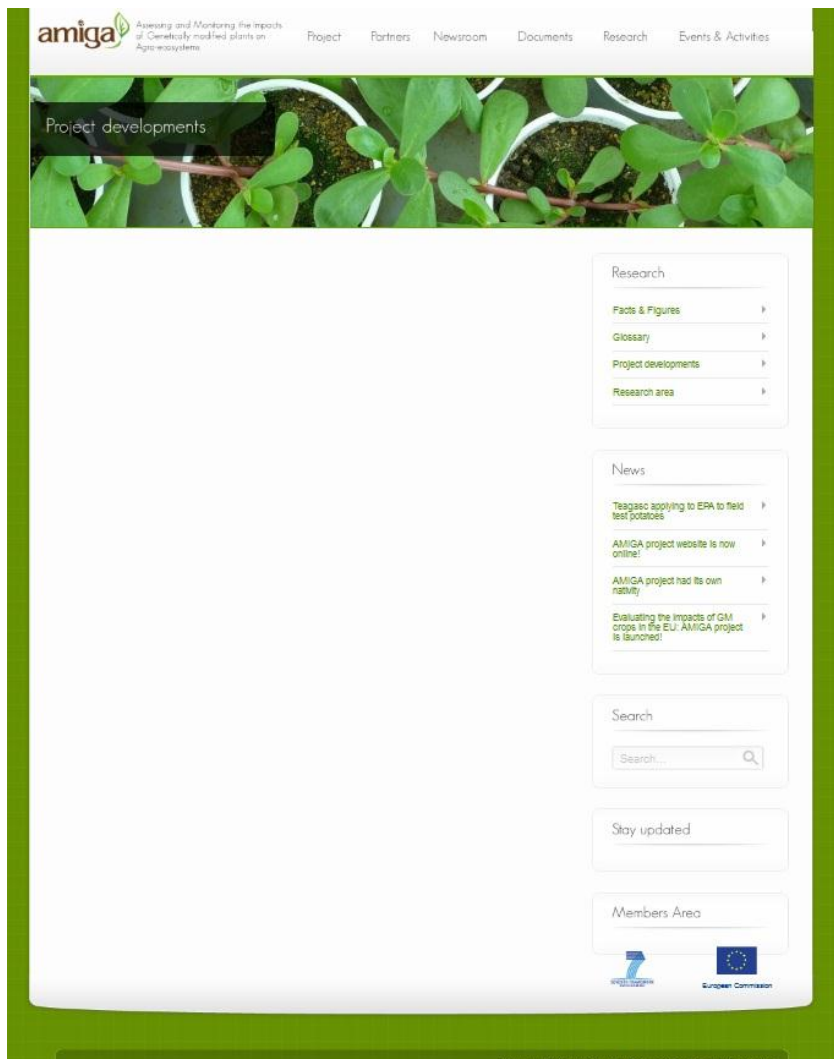 amiga
Assessing and Monitoring the Impacts
of Genetically modified plants on
Agro-ecosystems
Project Partners Newsroom Documents Research Events & Activities
Project developments
Research
Facts & Figures
Glossary
Project developments
Research area
News
Teagasc applying to EPA to field
test potatoes
AMIGA project website is now
online!
AMIGA project had its own
nativity
Evaluating the impacts of GM
crops in the EU: AMIGA project
is launched!
Search
Search...
Stay updated
Members Area
European Commission